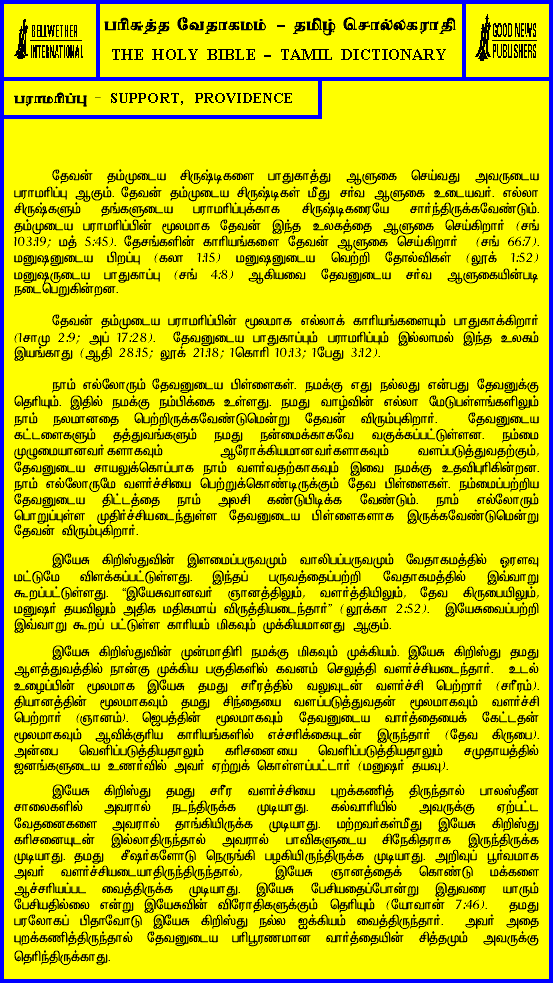 BELLWETHER
INTERNATIONAL
பரிசுத்த வேதாகமம் - தமிழ் சொல்லகராதி
THE HOLY BIBLE - TAMIL DICTIONARY
GOOD NEWS
PUBLISHERS
பராமரிப்பு - SUPPORT, PROVIDENCE
தேவன் தம்முடைய சிருஷ்டிகளை பாதுகாத்து ஆளுகை செய்வது அவருடைய
பராமரிப்பு ஆகும். தேவன் தம்முடைய சிருஷ்டிகள் மீது சர்வ ஆளுகை உடையவர். எல்லா
சிருஷ்களும் தங்களுடைய பராமரிப்புக்காக சிருஷ்டிகரையே சார்ந்திருக்கவேண்டும்.
தம்முடைய பராமரிப்பின் மூலமாக தேவன் இந்த உலகத்தை ஆளுகை செய்கிறார் (சங்
103:19; மத் 5:45). தேசங்களின் காரியங்களை தேவன் ஆளுகை செய்கிறார் (சங் 66:7).
மனுஷனுடைய பிறப்பு (கலா 1:15) மனுஷனுடைய வெற்றி தோல்விகள் (லூக் 1:52)
மனுஷருடைய பாதுகாப்பு (சங் 4:8) ஆகியவை தேவனுடைய சர்வ ஆளுகையின்படி
நடைபெறுகின்றன.
தேவன் தம்முடைய பராமரிப்பின் மூலமாக எல்லாக் காரியங்களையும் பாதுகாக்கிறார்
(1சாமு 2:9; அப் 17:28). தேவனுடைய பாதுகாப்பும் பராமரிப்பும் இல்லாமல் இந்த உலகம்
இயங்காது (ஆதி 28:15; லூக் 21:18; 1கொரி 10:13; 1பேது 3:12).
நாம் எல்லோரும் தேவனுடைய பிள்ளைகள். நமக்கு எது நல்லது என்பது தேவனுக்கு
தெரியும். இதில் நமக்கு நம்பிக்கை உள்ளது. நமது வாழ்வின் எல்லா மேடுபள்ளங்களிலும்
நாம் நலமானதை பெற்றிருக்கவேண்டுமென்று தேவன் விரும்புகிறார். தேவனுடைய
கட்டளைகளும் தத்துவங்களும் நமது நன்மைக்காகவே வகுக்கப்பட்டுள்ளன. நம்மை
முழுமையானவர்களாகவும் ஆரோக்கியமானவர்களாகவும் வளப்படுத்துவதற்கும்,
தேவனுடைய சாயலுக்கொப்பாக நாம் வளர்வதற்காகவும் இவை நமக்கு உதவிபுரிகின்றன.
நாம் எல்லோருமே வளர்ச்சியை பெற்றுக்கொண்டிருக்கும் தேவ பிள்ளைகள். நம்மைப்பற்றிய
தேவனுடைய திட்டத்தை நாம் அலசி கண்டுபிடிக்க வேண்டும். நாம் எல்லோரும்
பொறுப்புள்ள முதிர்ச்சியடைந்துள்ள தேவனுடைய பிள்ளைகளாக இருக்கவேண்டுமென்று
தேவன் விரும்புகிறார்.
இயேசு கிறிஸ்துவின் இளமைப்பருவமும் வாலிபப்பருவமும் வேதாகமத்தில் ஓரளவு
மட்டுமே விளக்கப்பட்டுள்ளது. இந்தப் பருவத்தைப்பற்றி வேதாகமத்தில் இவ்வாறு
கூறப்பட்டுள்ளது. "இயேசுவானவர் ஞானத்திலும், வளர்த்தியிலும், தேவ கிருபையிலும்,
மனுஷர் தயவிலும் அதிக மதிகமாய் விருத்தியடைந்தார்" (லூக்கா 2:52). இயேசுவைப்பற்றி
இவ்வாறு கூறப் பட்டுள்ள காரியம் மிகவும் முக்கியமானது ஆகும்.
இயேசு கிறிஸ்துவின் முன்மாதிரி நமக்கு மிகவும் முக்கியம். இயேசு கிறிஸ்து தமது
ஆளத்துவத்தில் நான்கு முக்கிய பகுதிகளில் கவனம் செலுத்தி வளர்ச்சியடைந்தார். உடல்
உழைப்பின் மூலமாக இயேசு தமது சரீரத்தில் வலுவுடன் வளர்ச்சி பெற்றார் (சரீரம்).
தியானத்தின் மூலமாகவும் தமது சிந்தையை வளப்படுத்துவதன் மூலமாகவும் வளர்ச்சி
பெற்றார் (ஞானம்). ஜெபத்தின் மூலமாகவும் தேவனுடைய வார்த்தையைக் கேட்டதன்
மூலமாகவும் ஆவிக்குரிய காரியங்களில் எச்சரிக்கையுடன் இருந்தார் (தேவ கிருபை).
அன்பை வெளிப்படுத்தியதாலும் கரிசனையை வெளிப்படுத்தியதாலும் சமுதாயத்தில்
ஜனங்களுடைய உணர்வில் அவர் ஏற்றுக் கொள்ளப்பட்டார் (மனுஷர் தயவு).
இயேசு கிறிஸ்து தமது சரீர வளர்ச்சியை புறக்கணித் திருந்தால் பாலஸ்தீன
சாலைகளில் அவரால் நடந்திருக்க முடியாது. கல்வாரியில் அவருக்கு ஏற்பட்ட
வேதனைகளை அவரால் தாங்கியிருக்க முடியாது. மற்றவர்கள்மீது இயேசு கிறிஸ்து
கரிசனையுடன் இல்லாதிருந்தால் அவரால் பாவிகளுடைய சிநேகிதராக இருந்திருக்க
முடியாது. தமது சீஷர்களோடு நெருங்கி பழகியிருந்திருக்க முடியாது. அறிவுப் பூர்வமாக
அவர் வளர்ச்சியடையாதிருந்திருந்தால், இயேசு ஞானத்தைக் கொண்டு மக்களை
ஆச்சரியப்பட வைத்திருக்க முடியாது. இயேசு பேசியதைப்போன்று இதுவரை யாரும்
பேசியதில்லை என்று இயேசுவின் விரோதிகளுக்கும் தெரியும் (யோவான் 7:46). தமது
பரலோகப் பிதாவோடு இயேசு கிறிஸ்து நல்ல ஐக்கியம் வைத்திருந்தார். அவர் அதை
புறக்கணித்திருந்தால் தேவனுடைய பரிபூரணமான வார்த்தையின் சித்தமும் அவருக்கு
தெரிந்திருக்காது.